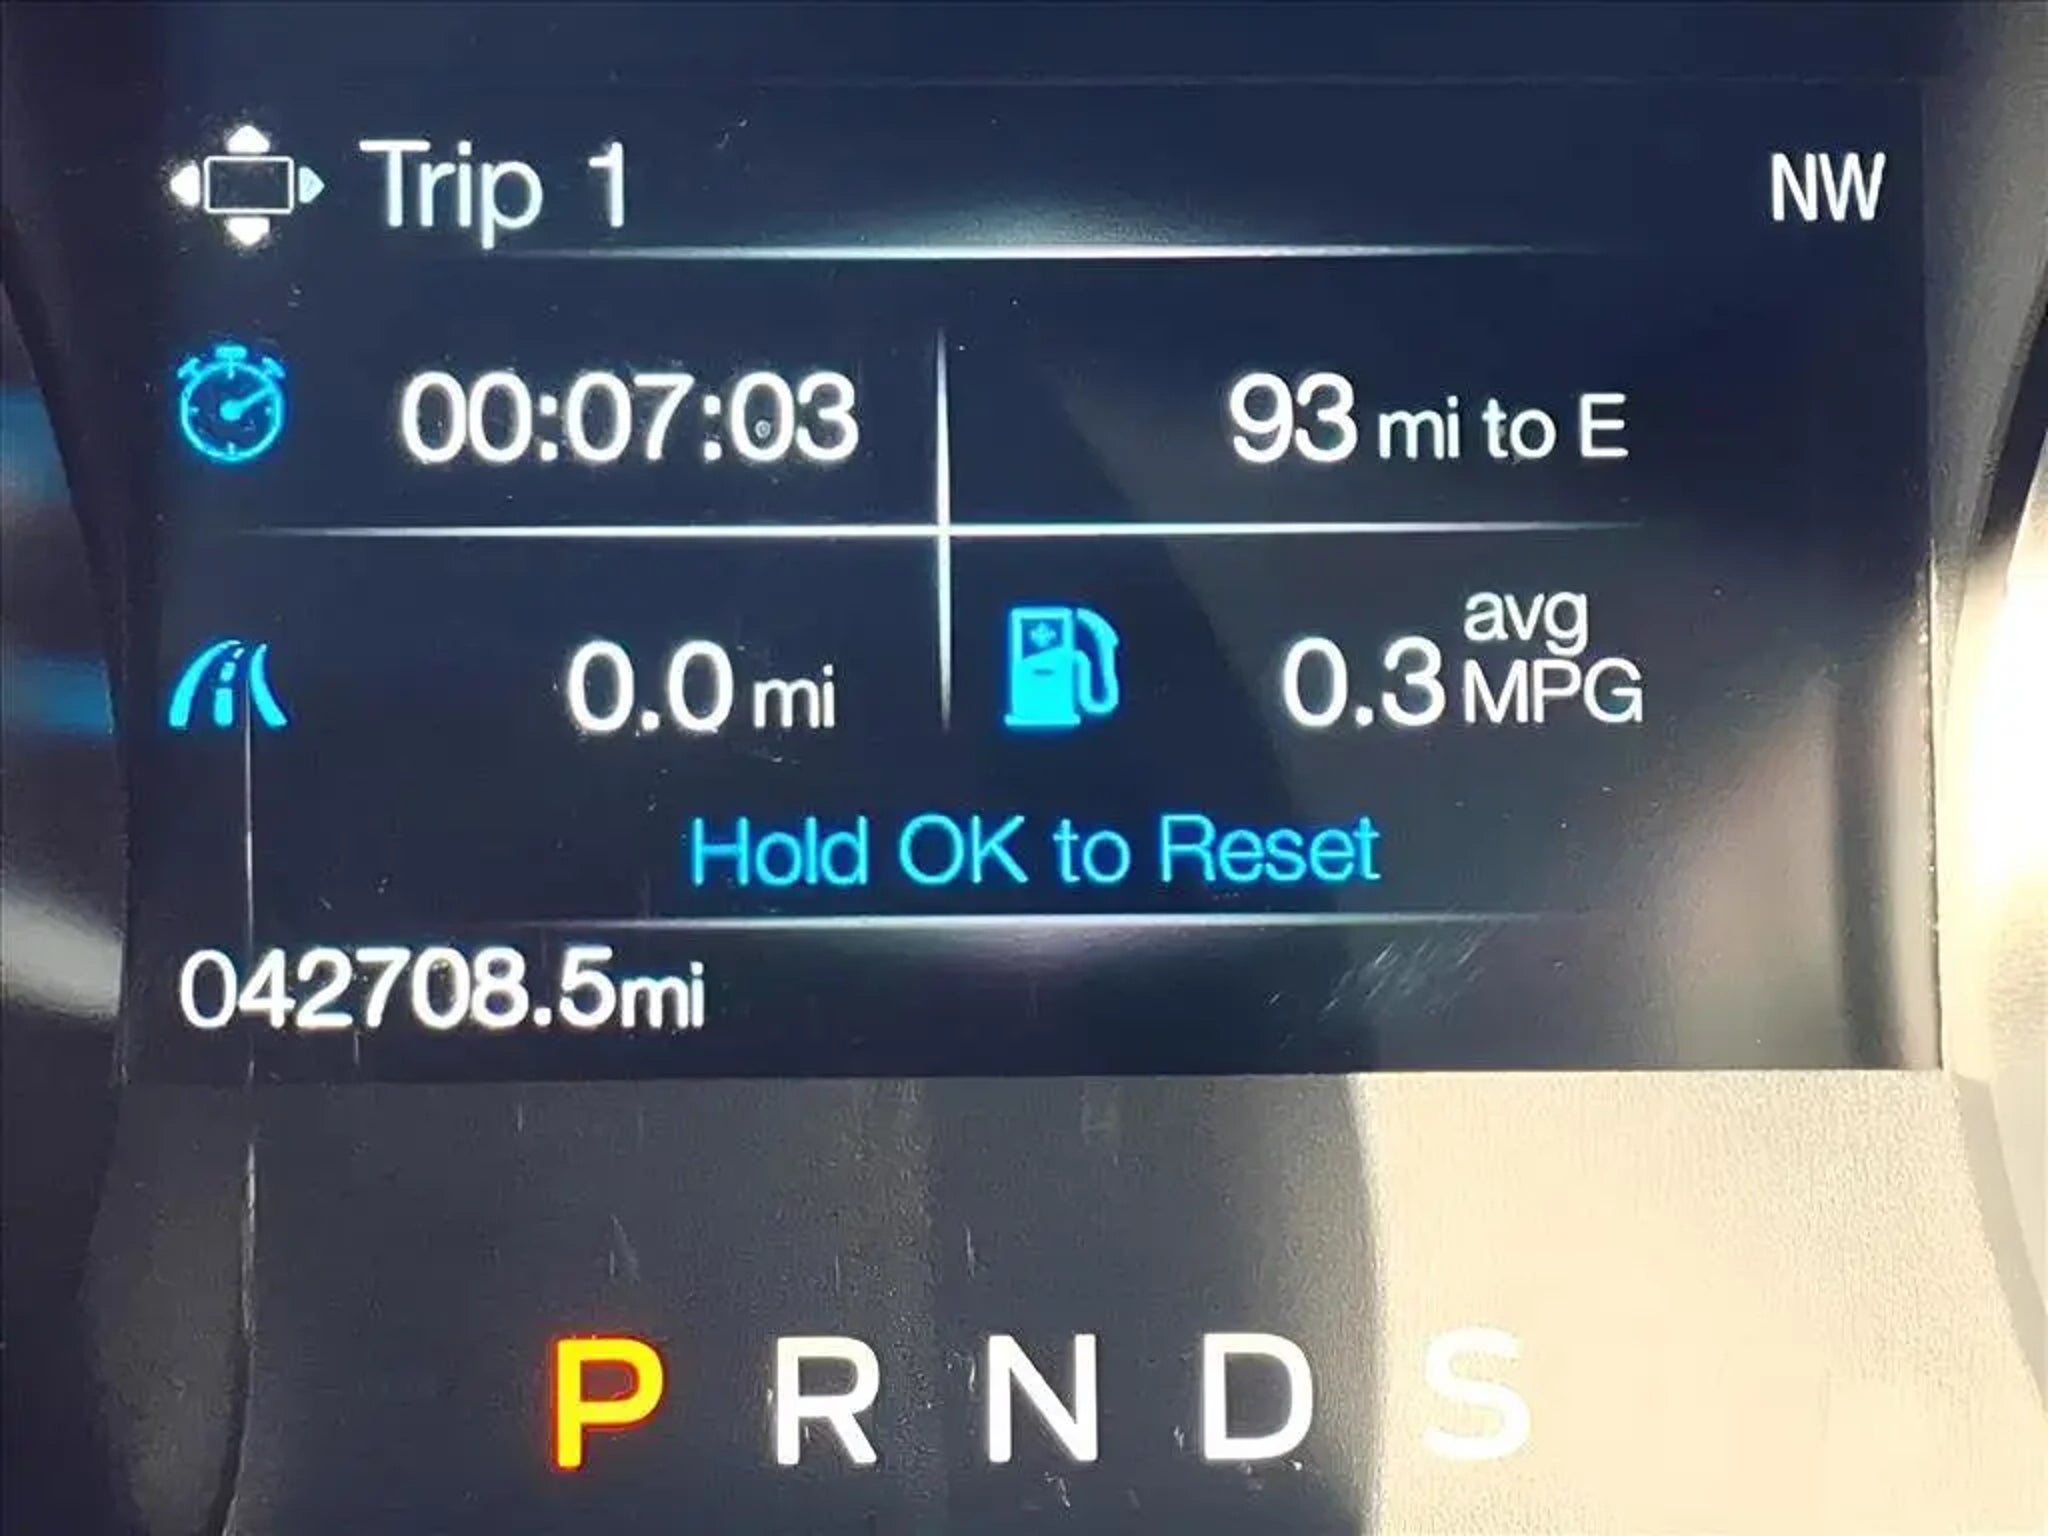 Trip 1 NW
00:07:03 93 mi to E
0.0 mi 0.3 avg MPG
Hold OK to Reset
042708.5mi
P R N D S